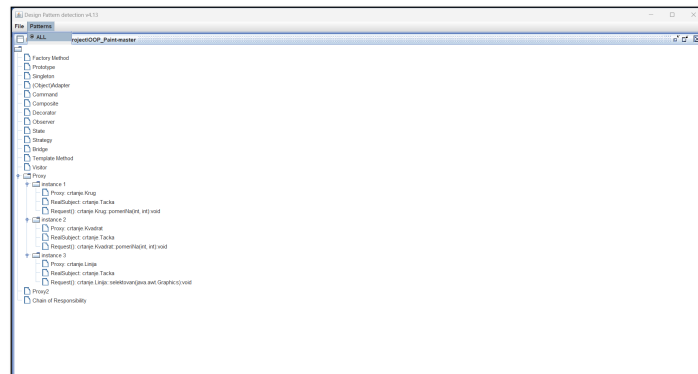 Design Pattern detection v4.13
File Patterns
ALL
rojectOOP_Paint-master
Factory Method
Prototype
Singleton
(Object)Adapter
Command
Composite
Decorator
Observer
State
Strategy
Bridge
Template Method
Visitor
Proxy
instance 1
Proxy: crtanje.Krug
RealSubject: crtanje.Tacka
Request(): crtanje.Krug::pomeriNa(int, int):void
instance 2
Proxy: crtanje.Kvadrat
RealSubject: crtanje.Tacka
Request(): crtanje.Kvadrat::pomeriNa(int, int):void
instance 3
Proxy: crtanje.Linija
RealSubject: crtanje.Tacka
Request(): crtanje.Linija::selektovan(java.awt.Graphics):void
Proxy2
Chain of Responsibility